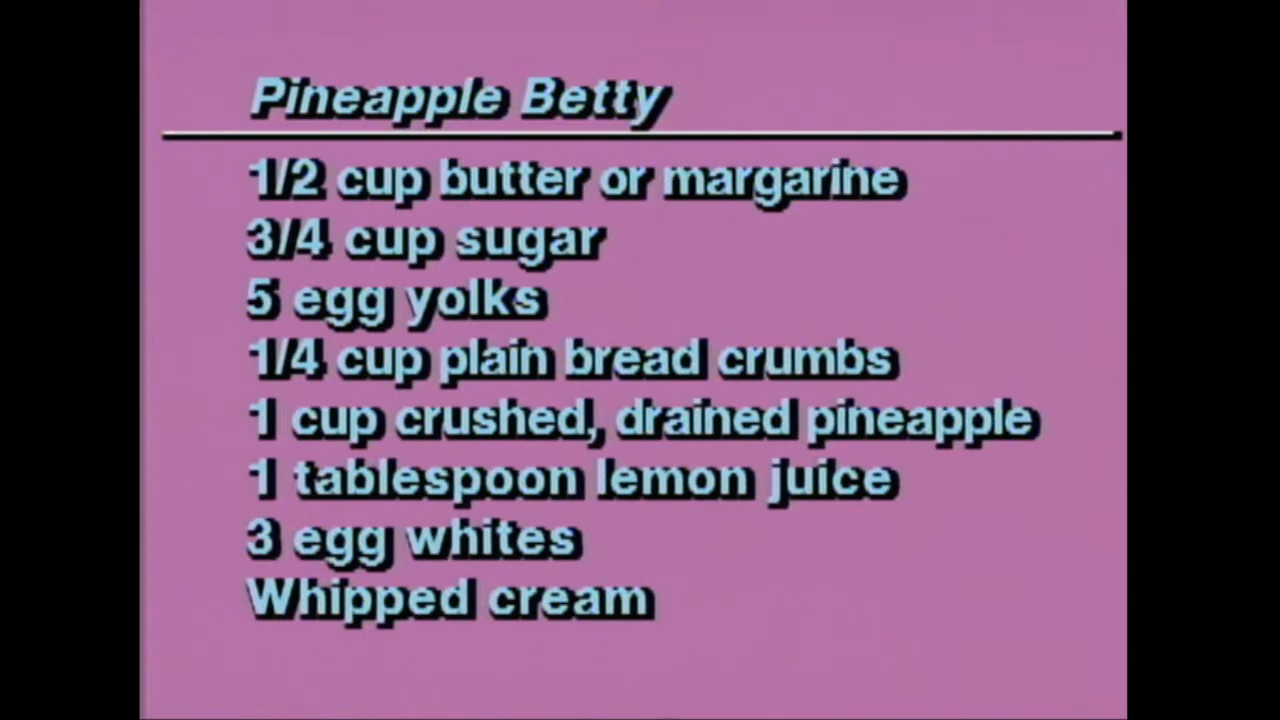 Pineapple Betty
1/2 cup butter or margarine
3/4 cup sugar
5 egg yolks
1/4 cup plain bread crumbs
1 cup crushed, drained pineapple
1 tablespoon lemon juice
3 egg whites
Whipped cream